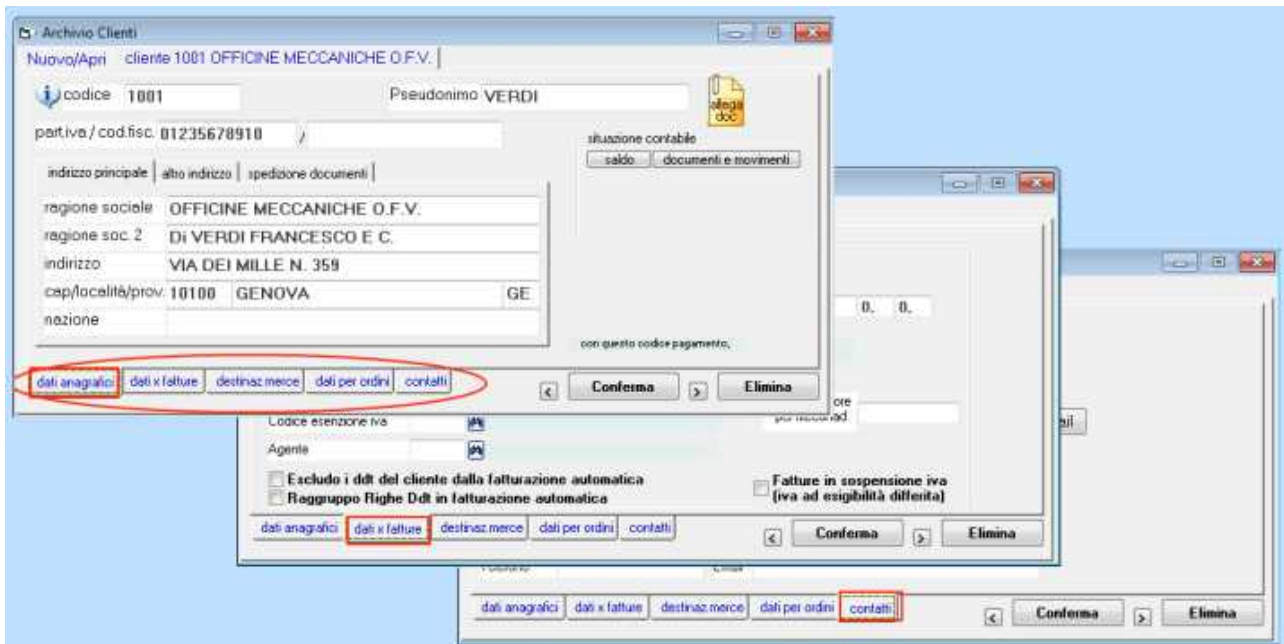 Archivio Clienti
Nuovo/Apri cliente 1001 OFFICINE MECCANICHE O.F.V.
codice 1001 Pseudonimo VERDI
allega doc
part.iva / cod.fisc. 01235678910 /
situazione contabile
saldo documenti e movimenti
indirizzo principale altro indirizzo spedizione documenti
ragione sociale OFFICINE MECCANICHE O.F.V.
ragione soc. 2 Di VERDI FRANCESCO E C.
indirizzo VIA DEI MILLE N. 359
cap/località/prov. 10100 GENOVA GE
nazione
con questo codice pagamento,
dati anagrafici dati x fatture destinaz.merce dati per ordini contatti
< Conferma > Elimina
0, 0,
Codice esenzione iva
Agente
Escludo i ddt del cliente dalla fatturazione automatica
Raggruppo Righe Ddt in fatturazione automatica
Fatture in sospensione iva
(iva ad esigibilità differita)
dati anagrafici dati x fatture destinaz.merce dati per ordini contatti
< Conferma > Elimina
dati anagrafici dati x fatture destinaz.merce dati per ordini contatti
< Conferma > Elimina